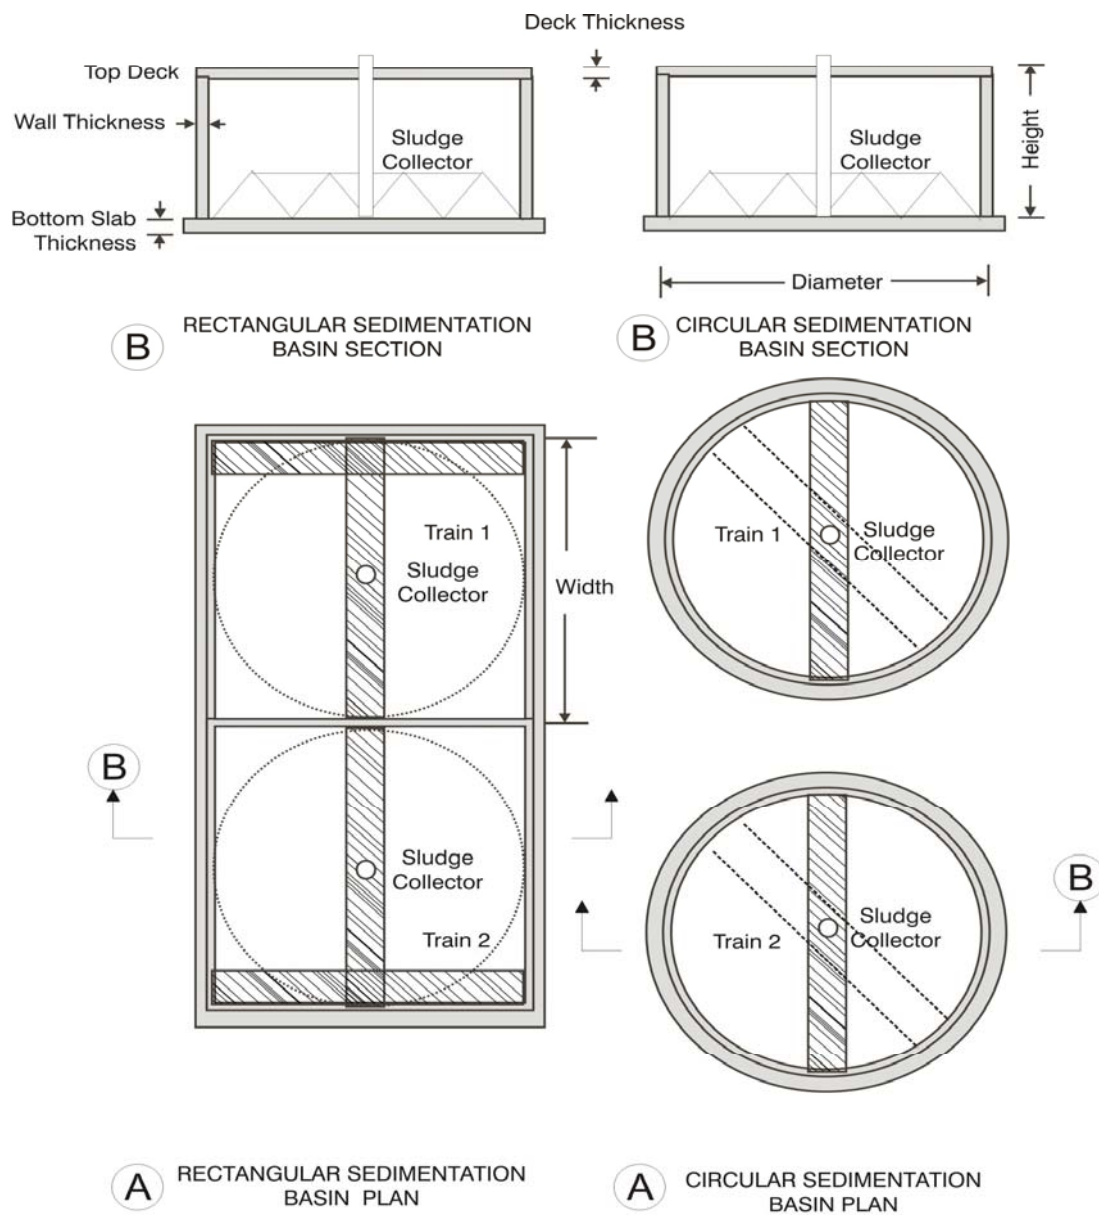 Deck Thickness
Top Deck
Wall Thickness
Sludge
Collector
Bottom Slab
Thickness
Sludge
Collector
Height
Diameter
B
RECTANGULAR SEDIMENTATION
BASIN SECTION
B
CIRCULAR SEDIMENTATION
BASIN SECTION
Train 1
Sludge
Collector
Width
Train 1
Sludge
Collector
B
Sludge
Collector
Train 2
Train 2
Sludge
Collector
B
A
RECTANGULAR SEDIMENTATION
BASIN PLAN
A
CIRCULAR SEDIMENTATION
BASIN PLAN